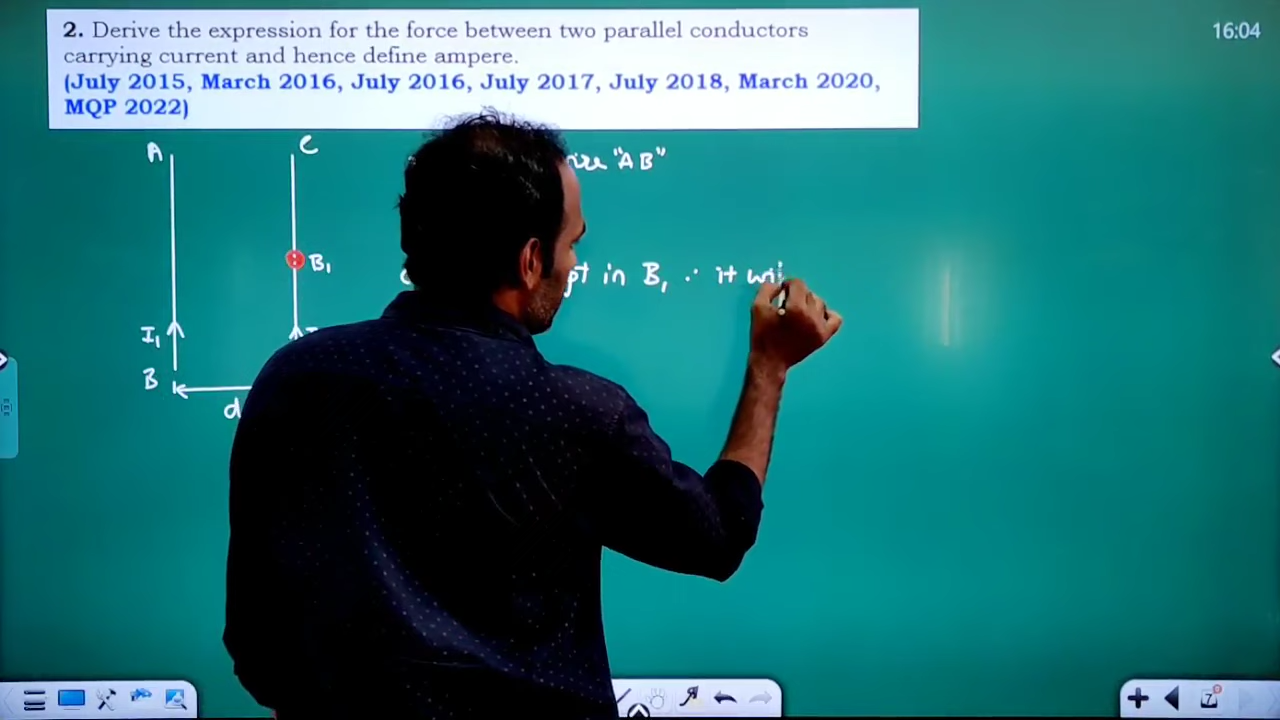 2. Derive the expression for the force between two parallel conductors
carrying current and hence define ampere.
(July 2015, March 2016, July 2016, July 2017, July 2018, March 2020,
MQP 2022)
16:04
A
C
"AB"
B₁
in B₁ ∴ it wi
I₁
B
d
7